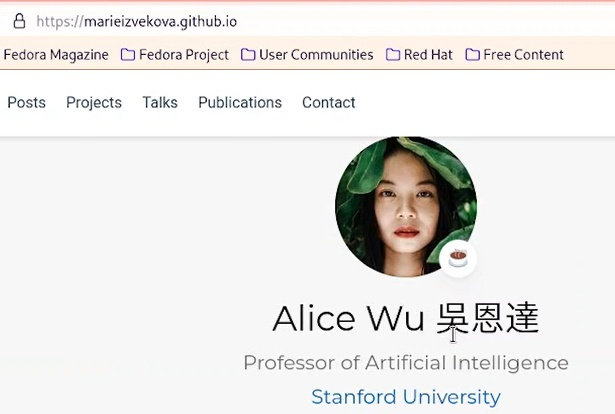 https://marieizvekova.github.io
Fedora Magazine Fedora Project User Communities Red Hat Free Content
Posts Projects Talks Publications Contact
Alice Wu 吳恩達
Professor of Artificial Intelligence
Stanford University